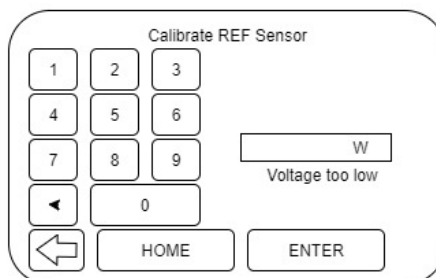 Calibrate REF Sensor
1 2 3
4 5 6
7 8 9
0
W
Voltage too low
HOME ENTER